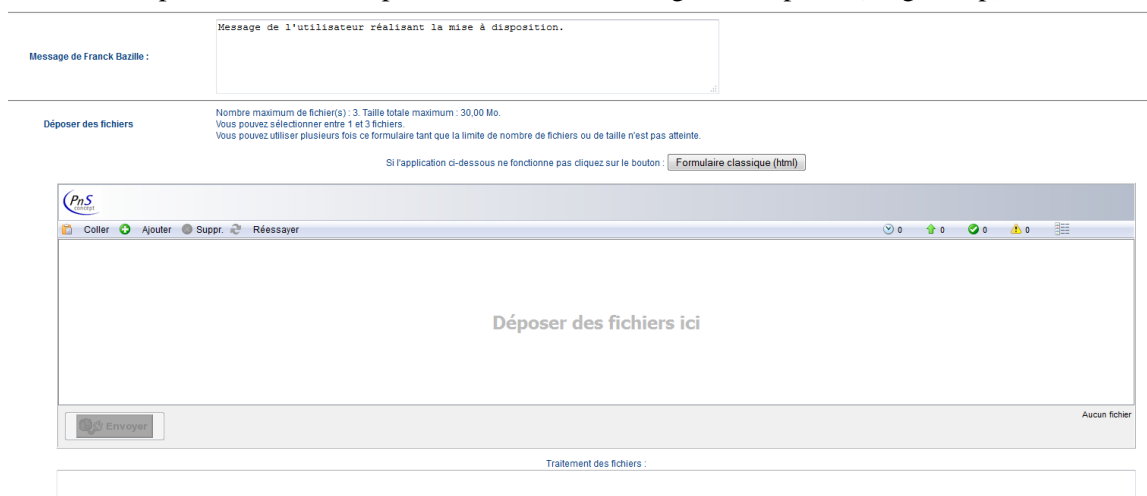 Message de l'utilisateur réalisant la mise à disposition.
Message de Franck Bazille :
Nombre maximum de fichier(s) : 3. Taille totale maximum : 30,00 Mo.
Déposer des fichiers
Vous pouvez sélectionner entre 1 et 3 fichiers.
Vous pouvez utiliser plusieurs fois ce formulaire tant que la limite de nombre de fichiers ou de taille n'est pas atteinte.
Si l'application ci-dessous ne fonctionne pas cliquez sur le bouton : Formulaire classique (html)
PnS
concept
Coller Ajouter Suppr. Réessayer 0 0 0 0
Déposer des fichiers ici
Envoyer
Aucun fichier
Traitement des fichiers :